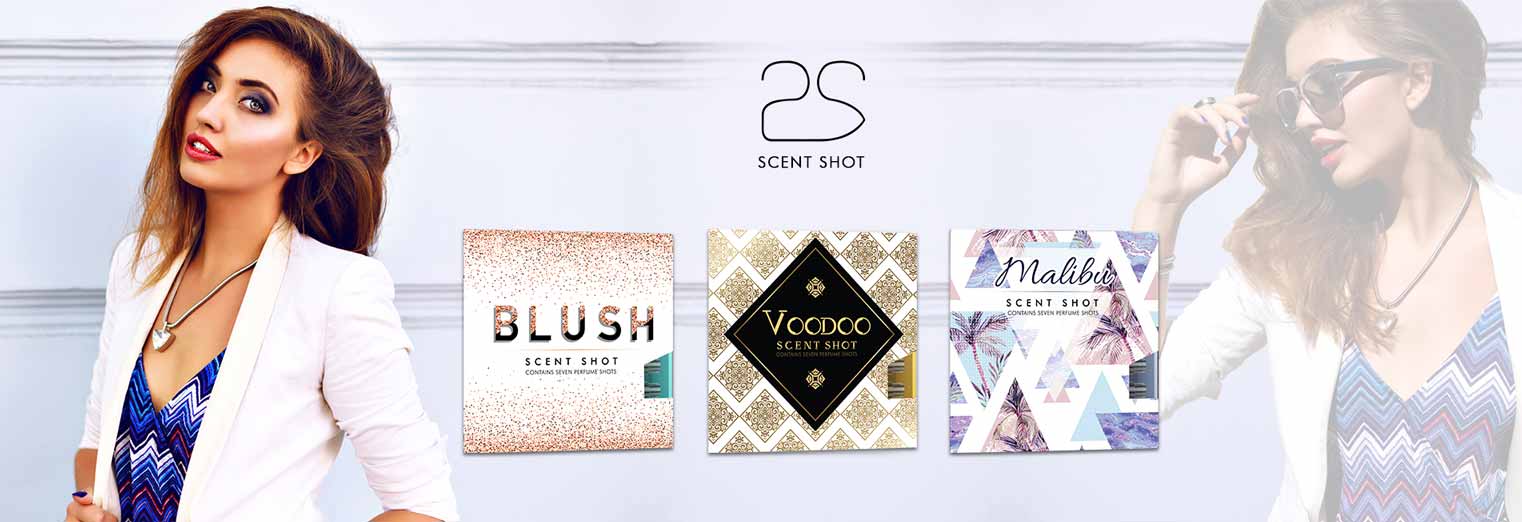 2S
SCENT SHOT
BLUSH
SCENT SHOT
CONTAINS SEVEN PERFUME SHOTS
VOODOO
SCENT SHOT
CONTAINS SEVEN PERFUME SHOTS
Malibu
SCENT SHOT
CONTAINS SEVEN PERFUME SHOTS